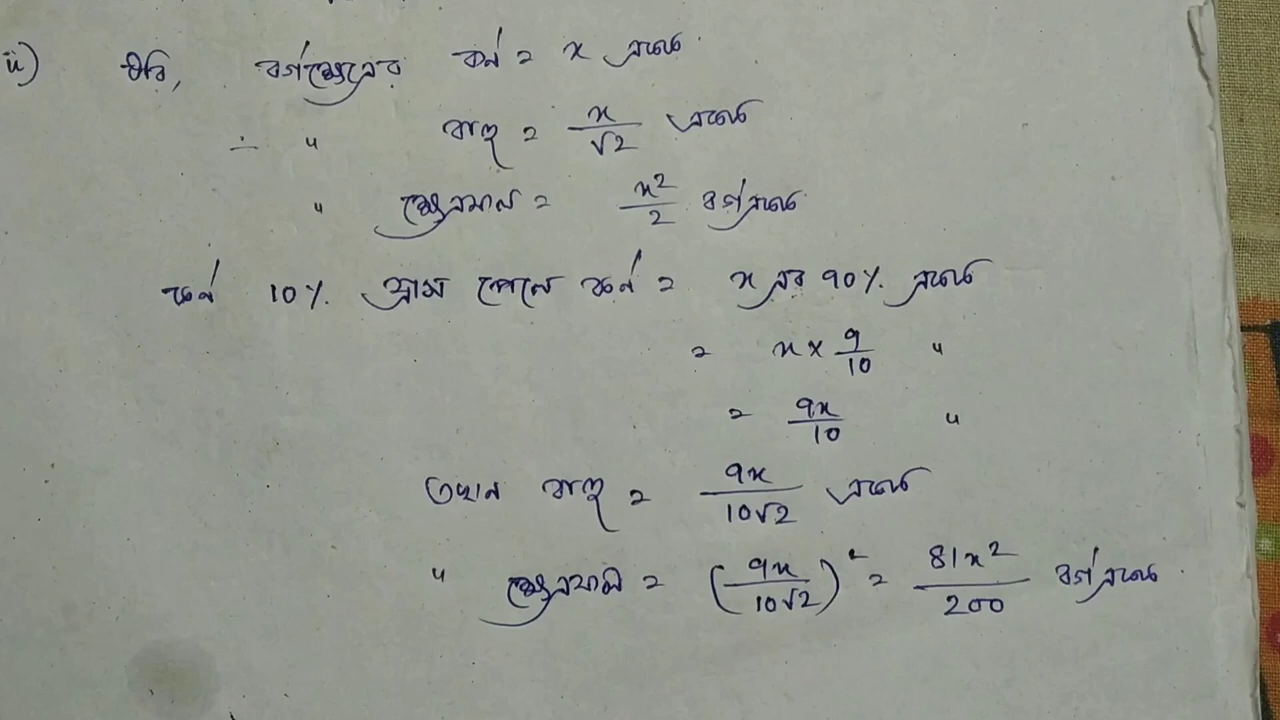 ii) ধরি, বর্গক্ষেত্রের কর্ন = x একক
∴ " বাহু = x/√2 একক
" ক্ষেত্রফল = x²/2 বর্গএকক
কর্ন 10% হ্রাস পেলে কর্ন = x এর 90% একক
= x × 9/10 "
= 9x/10 "
তখন বাহু = 9x/10√2 একক
" ক্ষেত্রফল = (9x/10√2)² = 81x²/200 বর্গএকক